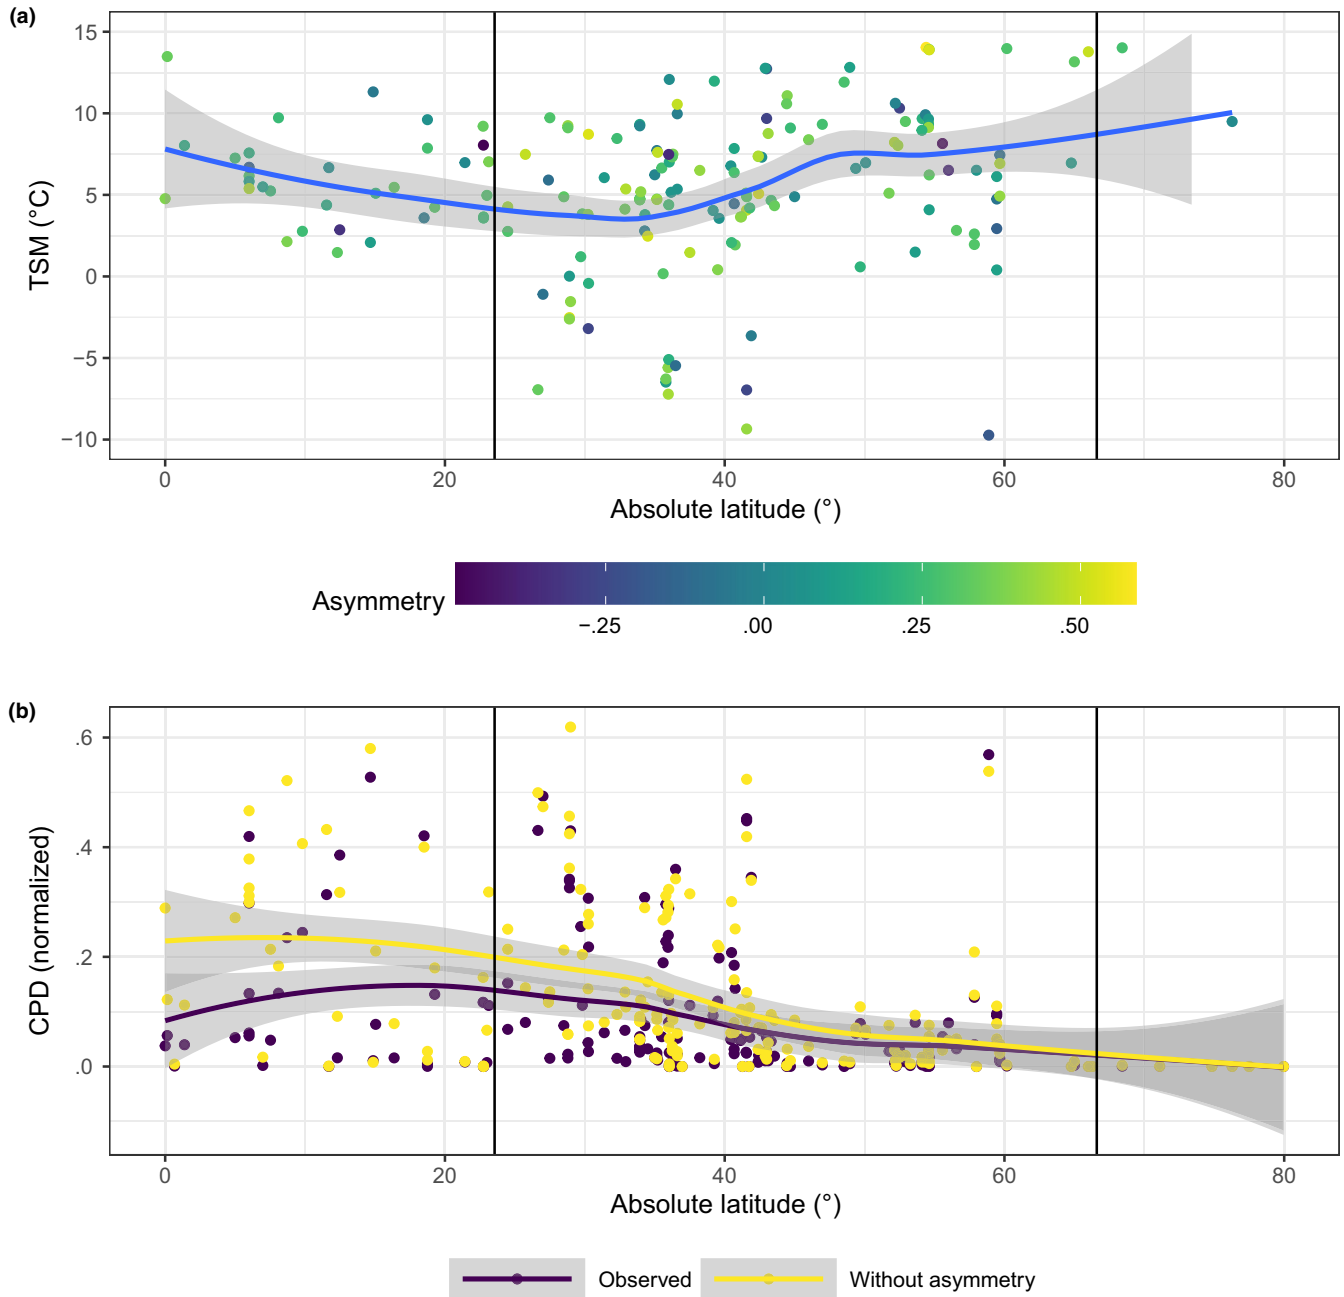 (a)
15
10
5
0
−5
−10
TSM (°C)
0 20 40 60 80
Absolute latitude (°)
Asymmetry
−.25 .00 .25 .50
(b)
.6
.4
.2
.0
CPD (normalized)
0 20 40 60 80
Absolute latitude (°)
Observed Without asymmetry